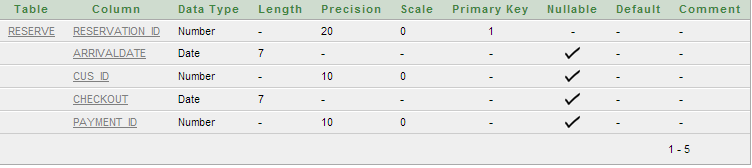 Table Column Data Type Length Precision Scale Primary Key Nullable Default Comment
RESERVE RESERVATION_ID Number - 20 0 1 - - -
ARRIVALDATE Date 7 - - - ✓ - -
CUS_ID Number - 10 0 - ✓ - -
CHECKOUT Date 7 - - - ✓ - -
PAYMENT_ID Number - 10 0 - ✓ - -
1 - 5